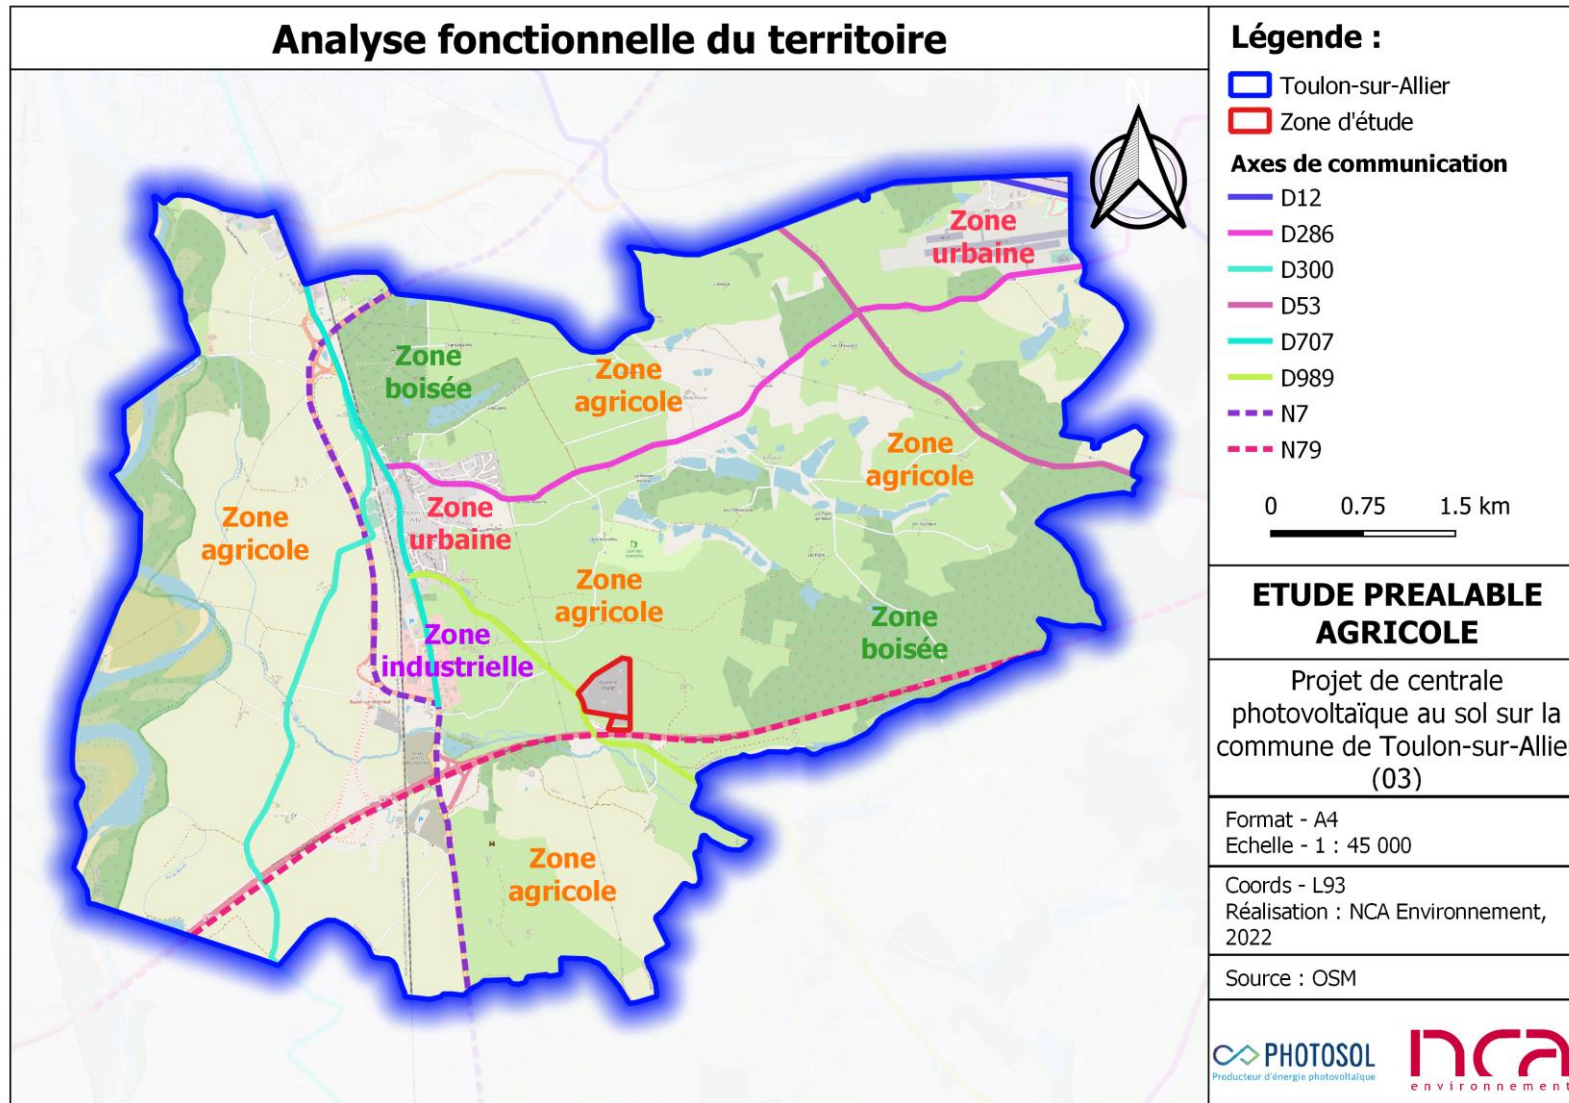 Analyse fonctionnelle du territoire
N
Zone
urbaine
Zone
boisée
Zone
agricole
Zone
agricole
Zone
agricole
Zone
urbaine
Zone
agricole
Zone
industrielle
Zone
boisée
Zone
agricole
Légende :
Toulon-sur-Allier
Zone d'étude
Axes de communication
D12
D286
D300
D53
D707
D989
N7
N79
0 0.75 1.5 km
ETUDE PREALABLE
AGRICOLE
Projet de centrale
photovoltaïque au sol sur la
commune de Toulon-sur-Allier
(03)
Format - A4
Echelle - 1 : 45 000
Coords - L93
Réalisation : NCA Environnement,
2022
Source : OSM
PHOTOSOL
Producteur d'énergie photovoltaïque
nca
environnement